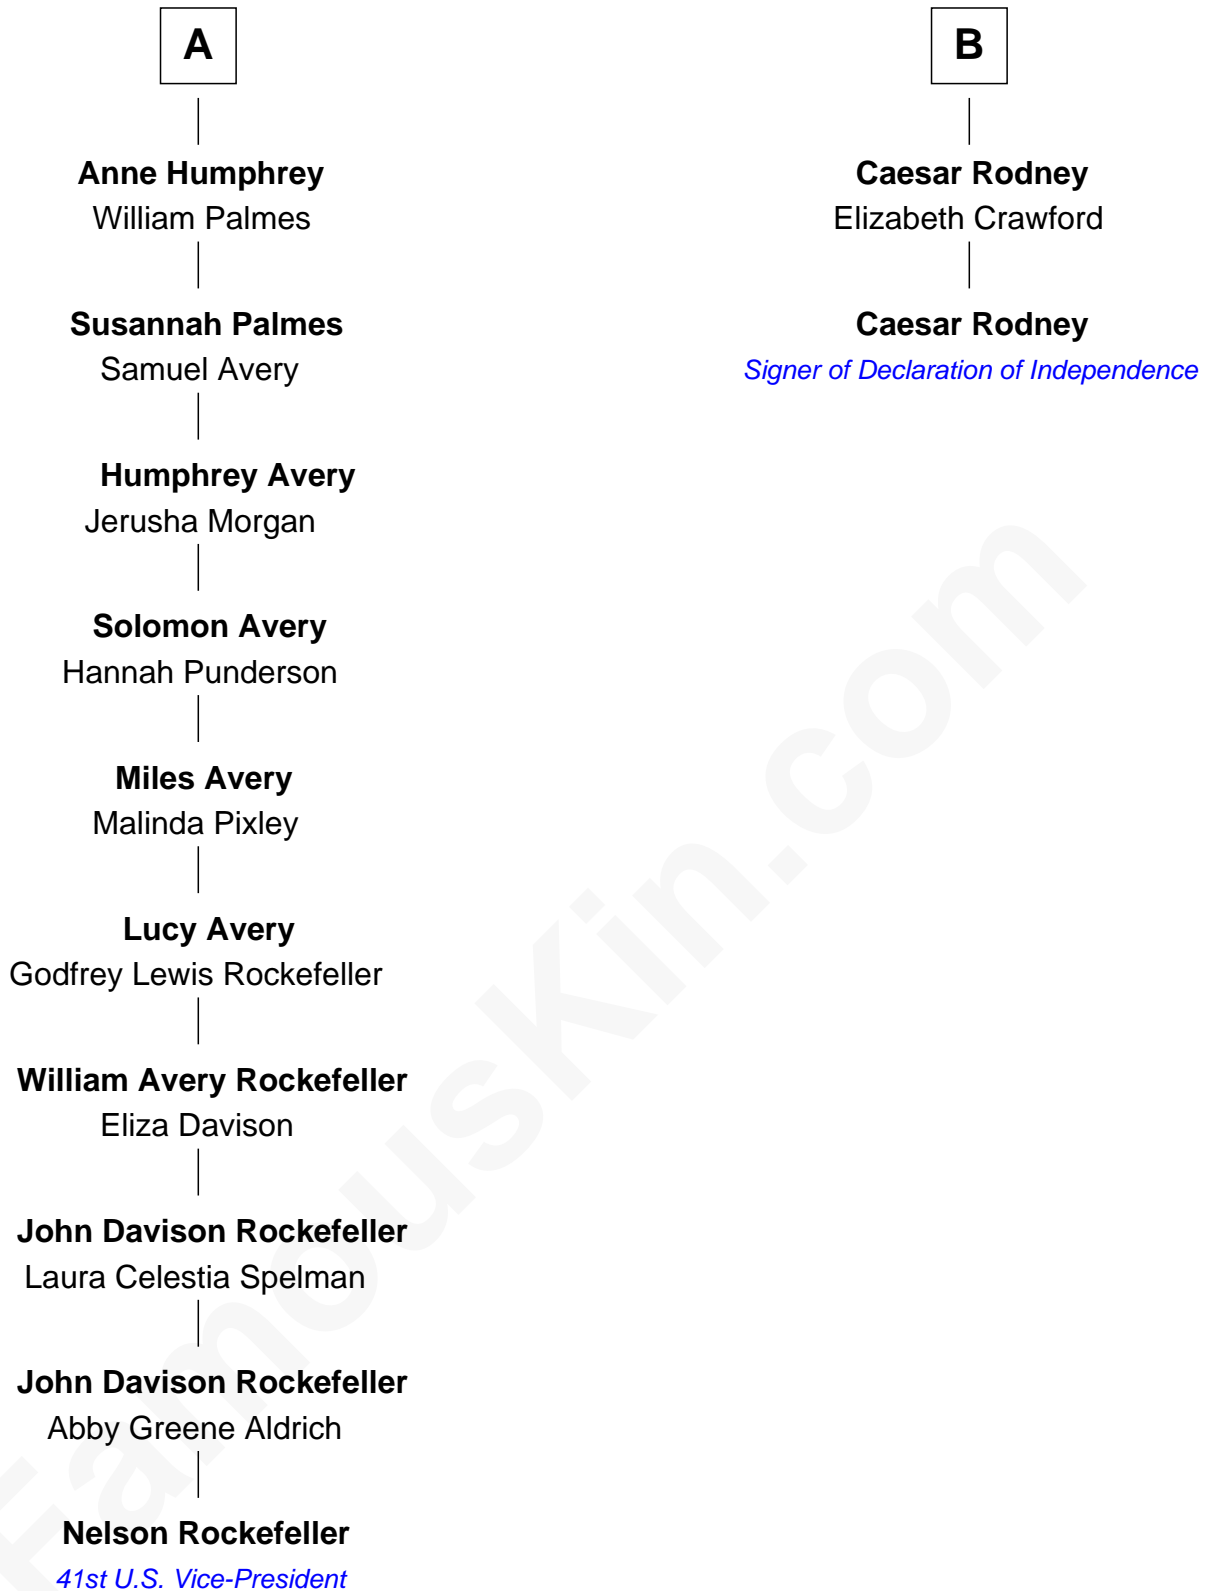 A
Anne Humphrey
William Palmes
Susannah Palmes
Samuel Avery
Humphrey Avery
Jerusha Morgan
Solomon Avery
Hannah Punderson
Miles Avery
Malinda Pixley
Lucy Avery
Godfrey Lewis Rockefeller
William Avery Rockefeller
Eliza Davison
John Davison Rockefeller
Laura Celestia Spelman
John Davison Rockefeller
Abby Greene Aldrich
Nelson Rockefeller
41st U.S. Vice-President
B
Caesar Rodney
Elizabeth Crawford
Caesar Rodney
Signer of Declaration of Independence
FamousKin.com